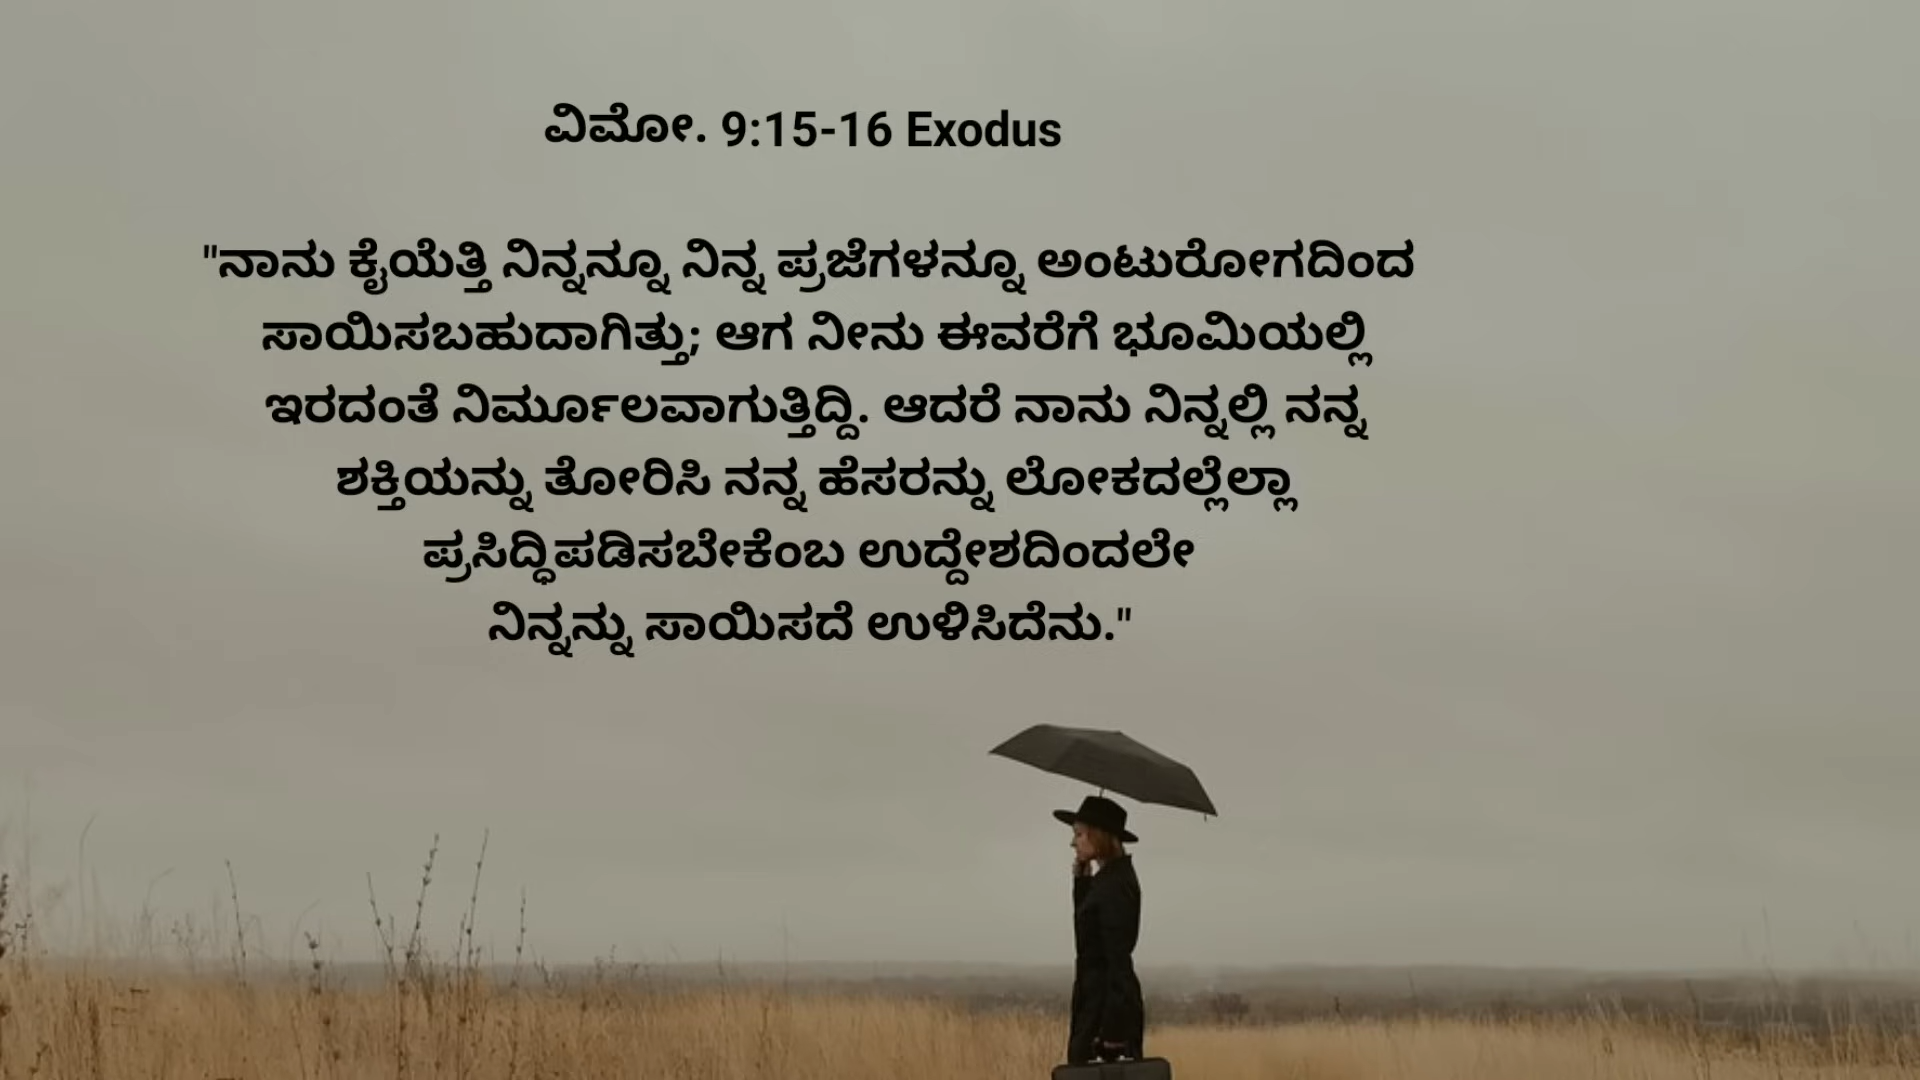 ವಿಮೋ. 9:15-16 Exodus
"ನಾನು ಕೈಯೆತ್ತಿ ನಿನ್ನನ್ನೂ ನಿನ್ನ ಪ್ರಜೆಗಳನ್ನೂ ಅಂಟುರೋಗದಿಂದ
ಸಾಯಿಸಬಹುದಾಗಿತ್ತು; ಆಗ ನೀನು ಈವರೆಗೆ ಭೂಮಿಯಲ್ಲಿ
ಇರದಂತೆ ನಿರ್ಮೂಲವಾಗುತ್ತಿದ್ದಿ. ಆದರೆ ನಾನು ನಿನ್ನಲ್ಲಿ ನನ್ನ
ಶಕ್ತಿಯನ್ನು ತೋರಿಸಿ ನನ್ನ ಹೆಸರನ್ನು ಲೋಕದಲ್ಲೆಲ್ಲಾ
ಪ್ರಸಿದ್ಧಿಪಡಿಸಬೇಕೆಂಬ ಉದ್ದೇಶದಿಂದಲೇ
ನಿನ್ನನ್ನು ಸಾಯಿಸದೆ ಉಳಿಸಿದೆನು."